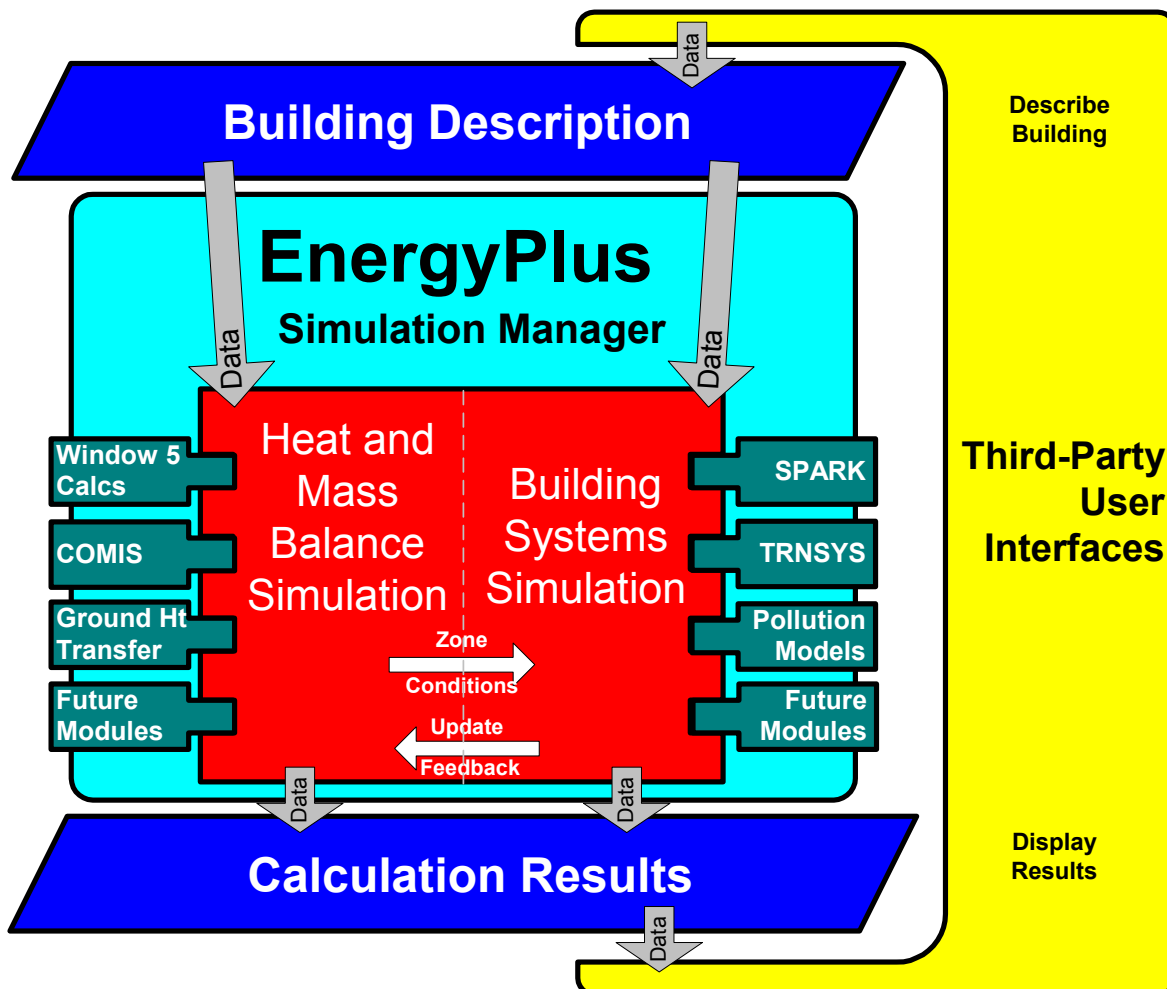 Data
Building Description
Describe
Building
EnergyPlus
Simulation Manager
Data
Data
Heat and
Mass
Balance
Simulation
Building
Systems
Simulation
Window 5
Calcs
COMIS
Ground Ht
Transfer
Future
Modules
SPARK
TRNSYS
Pollution
Models
Future
Modules
Zone
Conditions
Update
Feedback
Third-Party
User
Interfaces
Data
Data
Calculation Results
Display
Results
Data